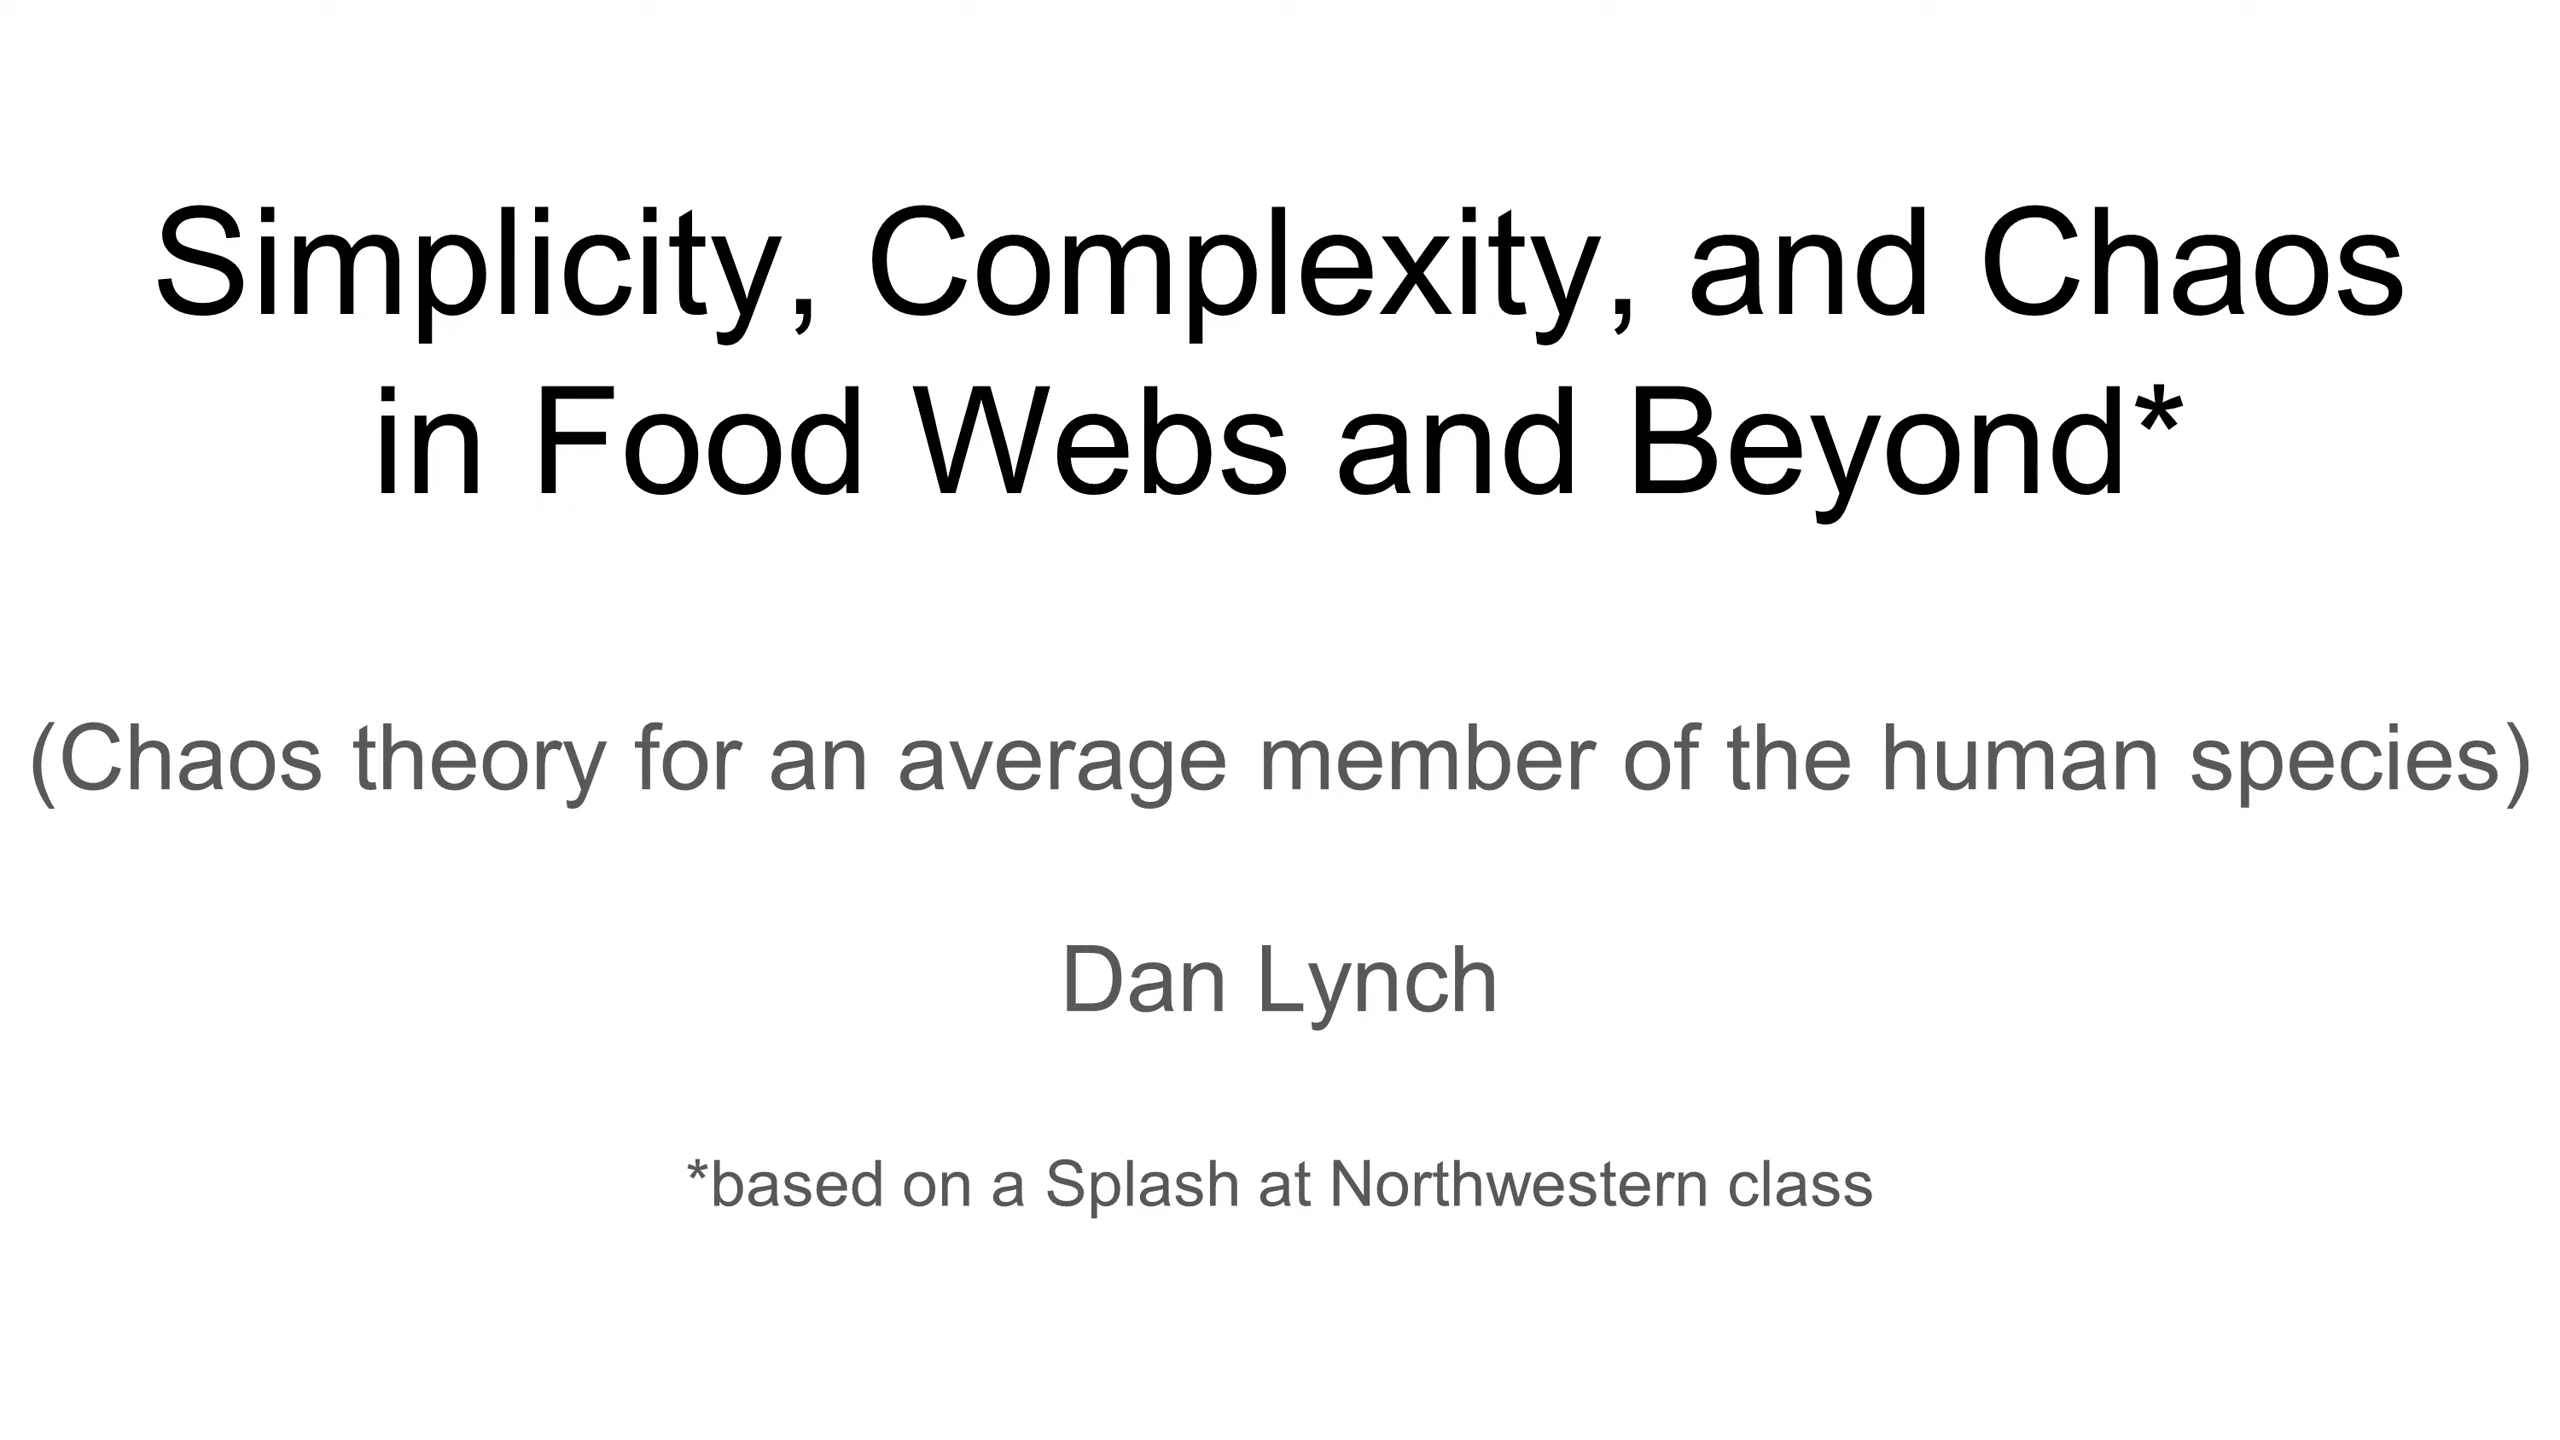 Simplicity, Complexity, and Chaos
in Food Webs and Beyond*
(Chaos theory for an average member of the human species)
Dan Lynch
*based on a Splash at Northwestern class